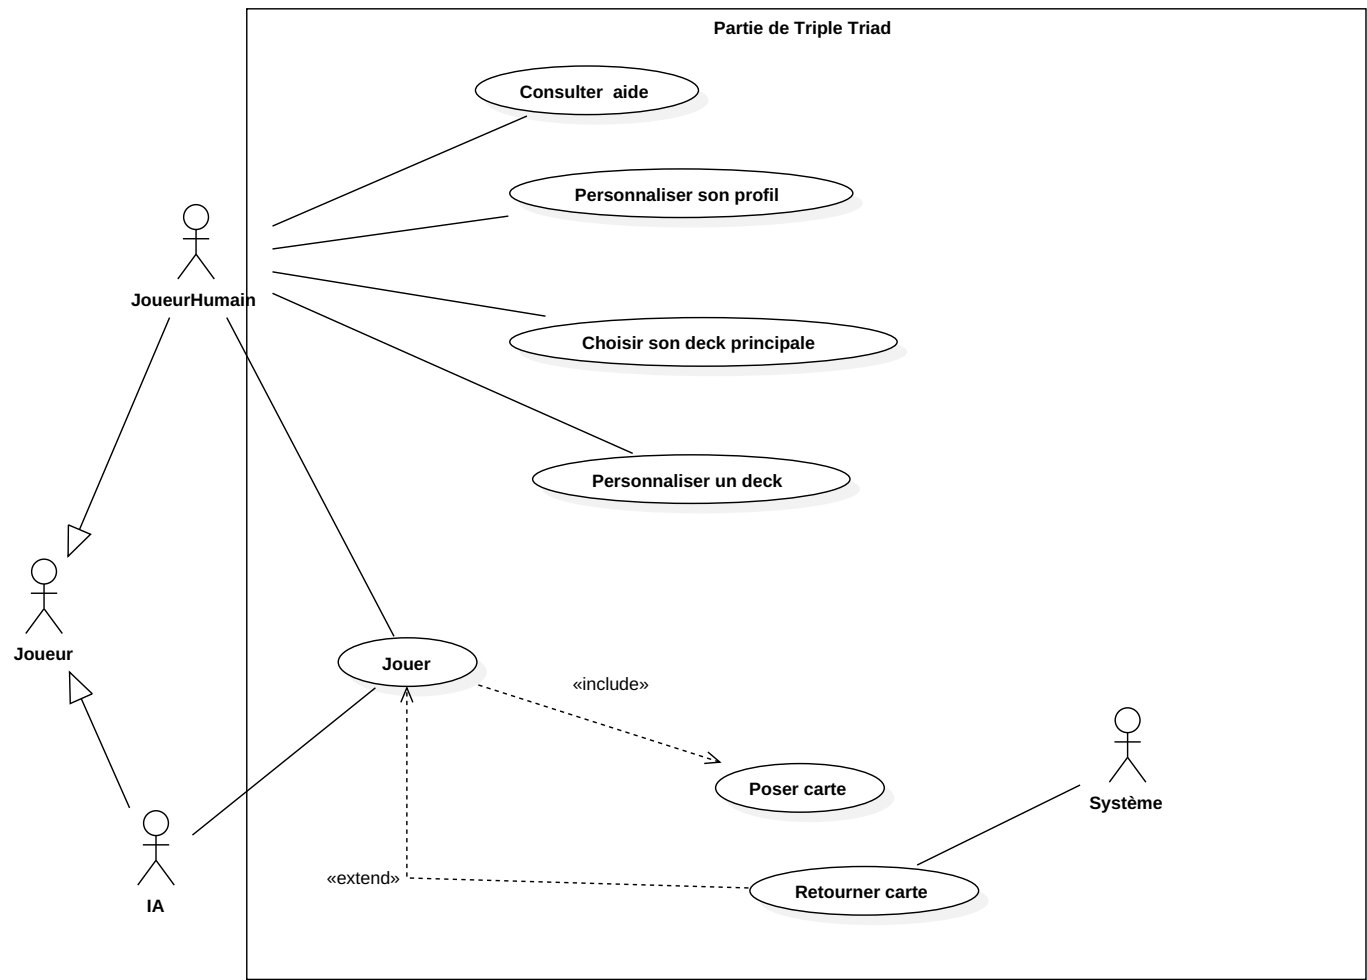 Partie de Triple Triad
Consulter  aide
Personnaliser son profil
JoueurHumain
Choisir son deck principale
Personnaliser un deck
Joueur
Jouer
«include»
Poser carte
Système
«extend»
Retourner carte
IA